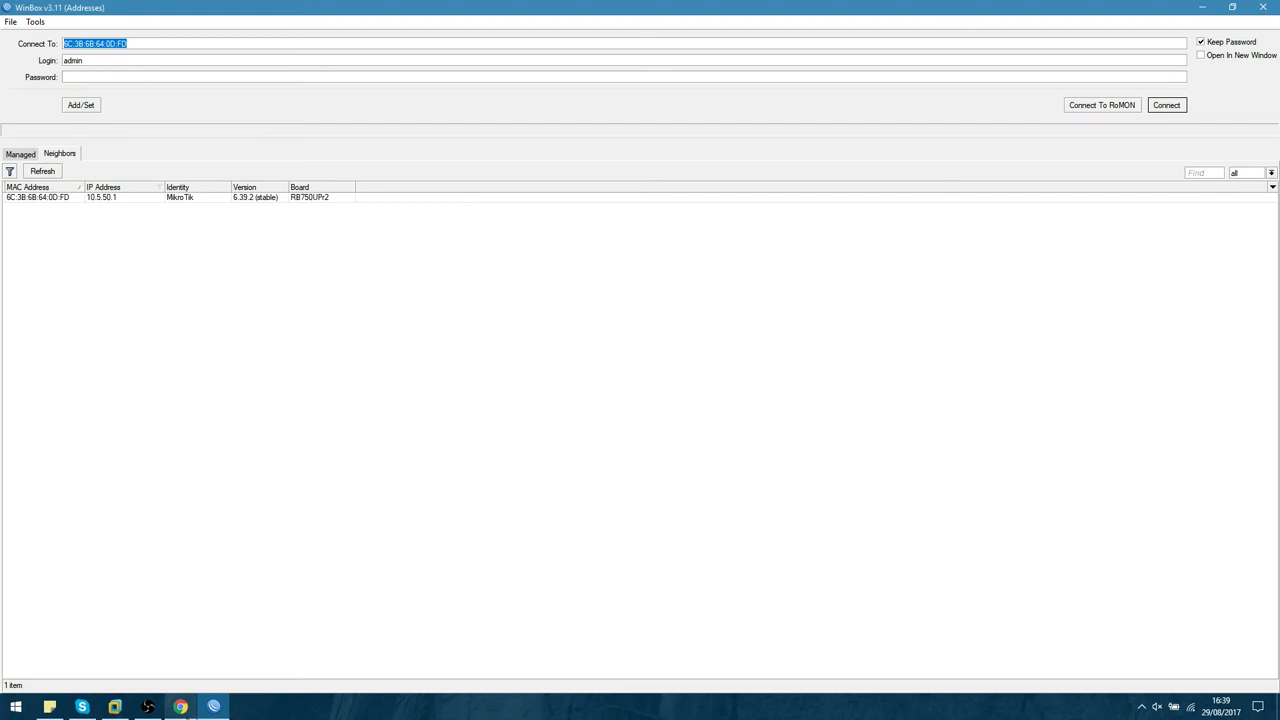 WinBox v3.11 (Addresses)
File Tools
Connect To: 6C:3B:6B:64:0D:FD
Keep Password
Login: admin
Open In New Window
Password:
Add/Set Connect To RoMON Connect
Managed Neighbors
Refresh Find all
MAC Address IP Address Identity Version Board
6C:3B:6B:64:0D:FD 10.5.50.1 MikroTik 6.39.2 (stable) RB750UPr2
1 item
16:39
29/08/2017